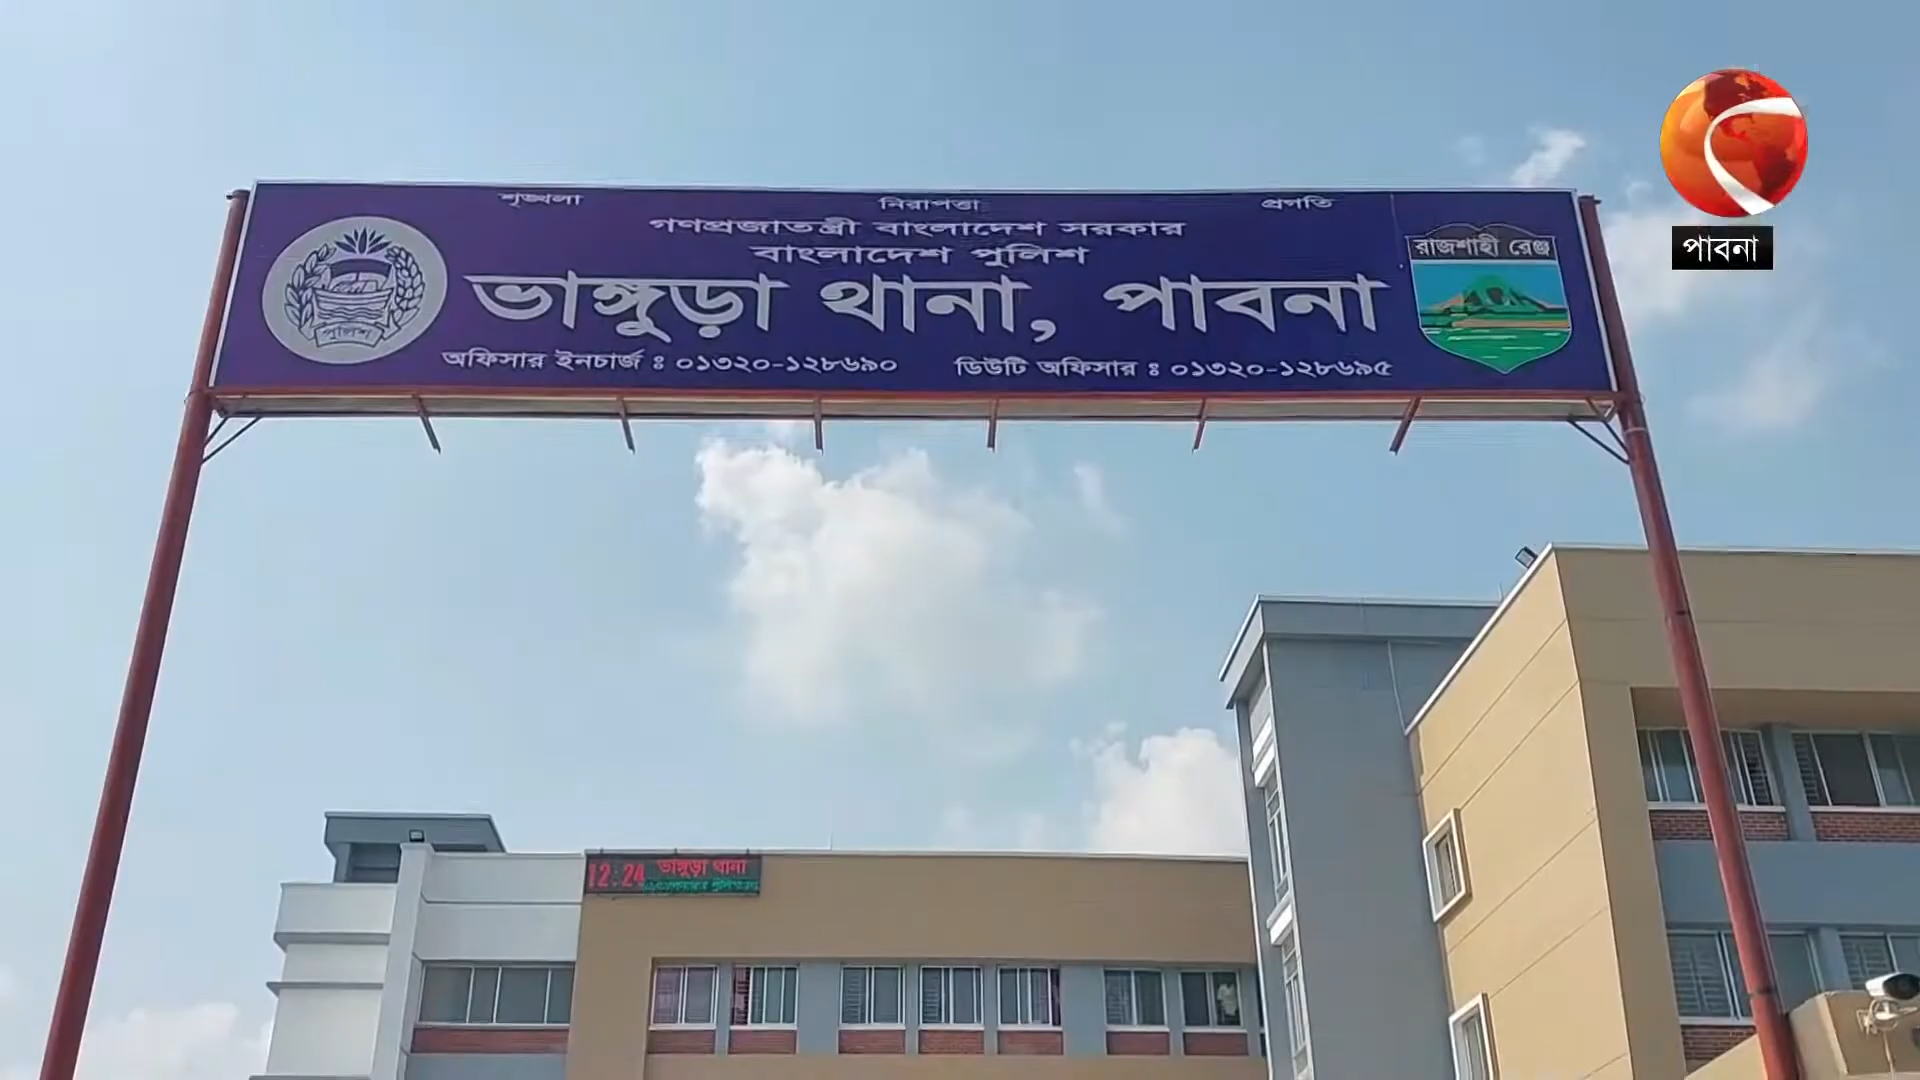 শৃঙ্খলা নিরাপত্তা প্রগতি
গণপ্রজাতন্ত্রী বাংলাদেশ সরকার
বাংলাদেশ পুলিশ
ভাঙ্গুড়া থানা, পাবনা
অফিসার ইনচার্জ ঃ ০১৩২০-১২৮৬৯০ ডিউটি অফিসার ঃ ০১৩২০-১২৮৬৯৫
পুলিশ
রাজশাহী রেঞ্জ
পাবনা
12:24 ভাঙ্গুড়া থানা